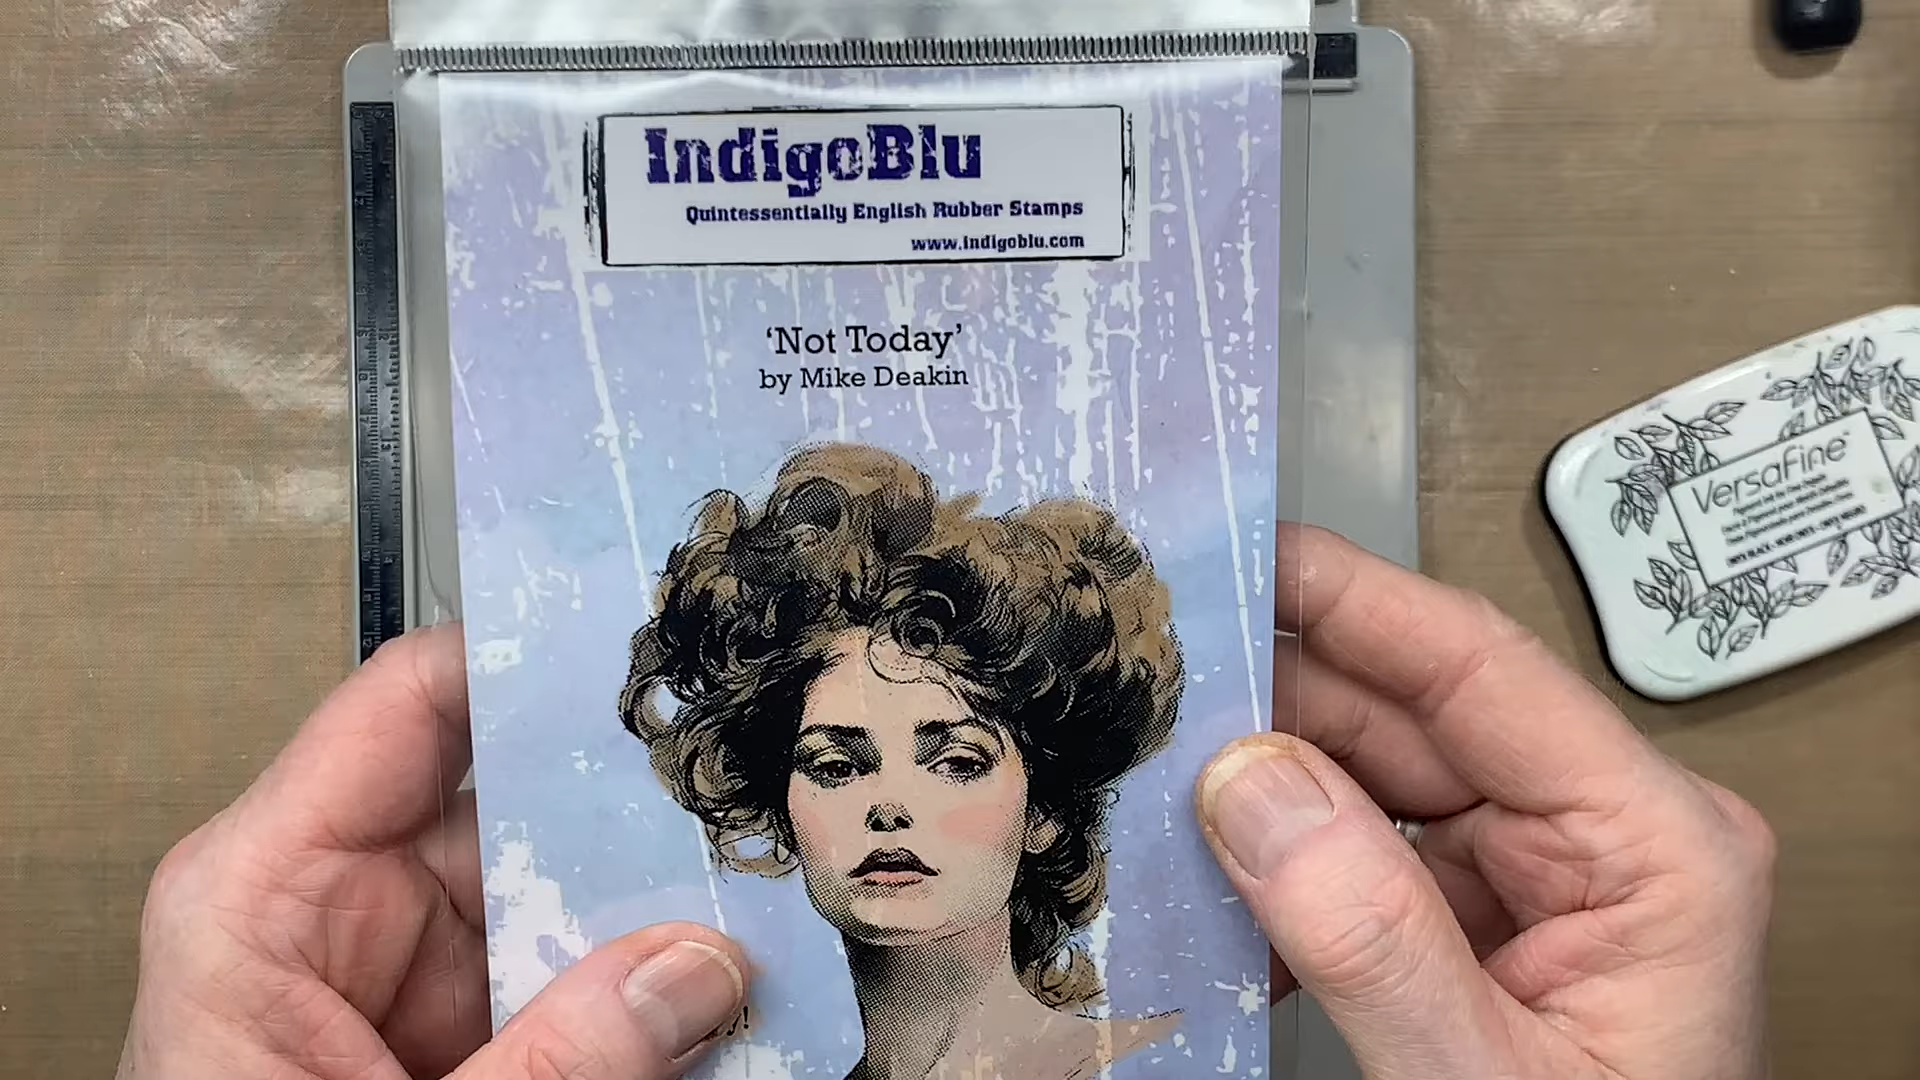 IndigoBlu
Quintessentially English Rubber Stamps
www.indigoblu.com
‘Not Today’
by Mike Deakin
VersaFine